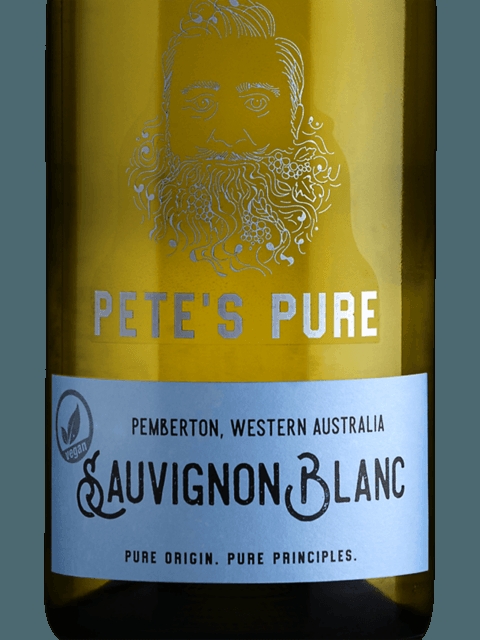 PETE'S PURE
vegan
PEMBERTON, WESTERN AUSTRALIA
SAUVIGNON BLANC
PURE ORIGIN. PURE PRINCIPLES.